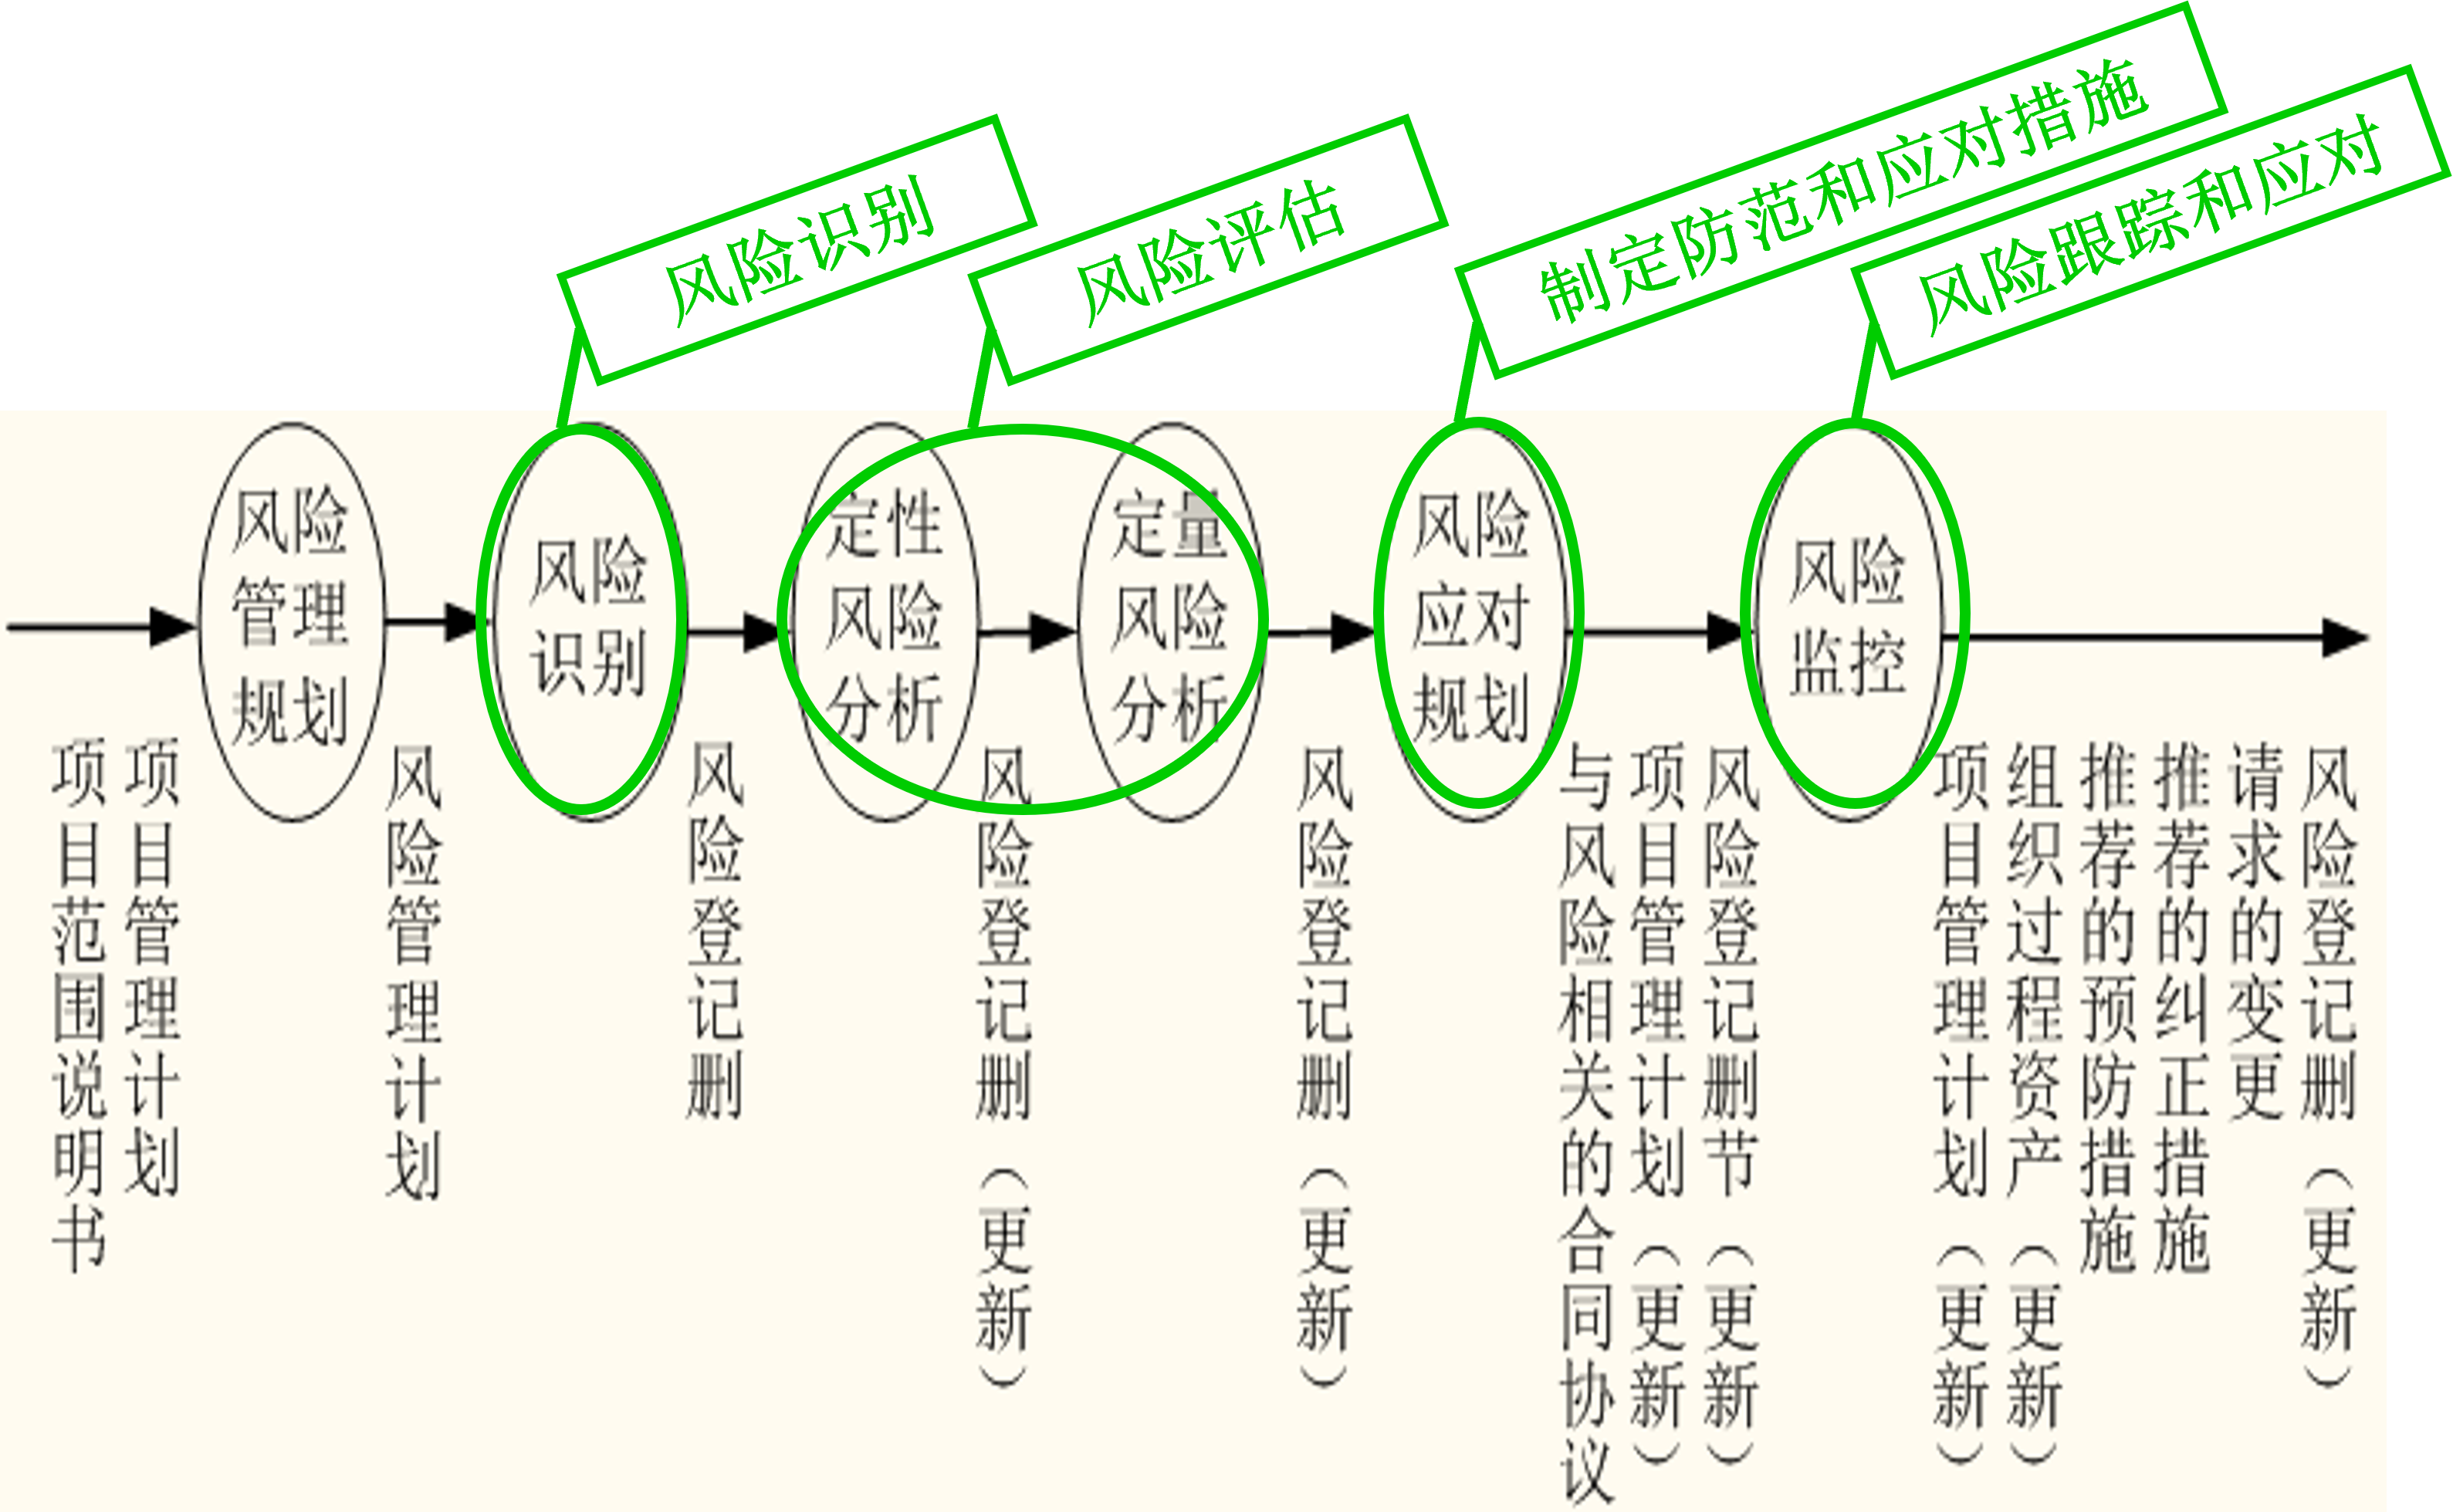 风险识别
风险评估
制定防范和应对措施
风险跟踪和应对
风险
管理
规划
风险
识别
定性
风险
分析
定量
风险
分析
风险
应对
规划
风险
监控
项目范围说明书
项目管理计划
风险管理计划
风险登记删
风险登记删（更新）
风险登记删（更新）
与风险相关的合同协议
项目管理计划（更新）
风险登记删节（更新）
项目管理计划（更新）
组织过程资产（更新）
推荐的预防措施
推荐的纠正措施
请求的变更
风险登记删（更新）